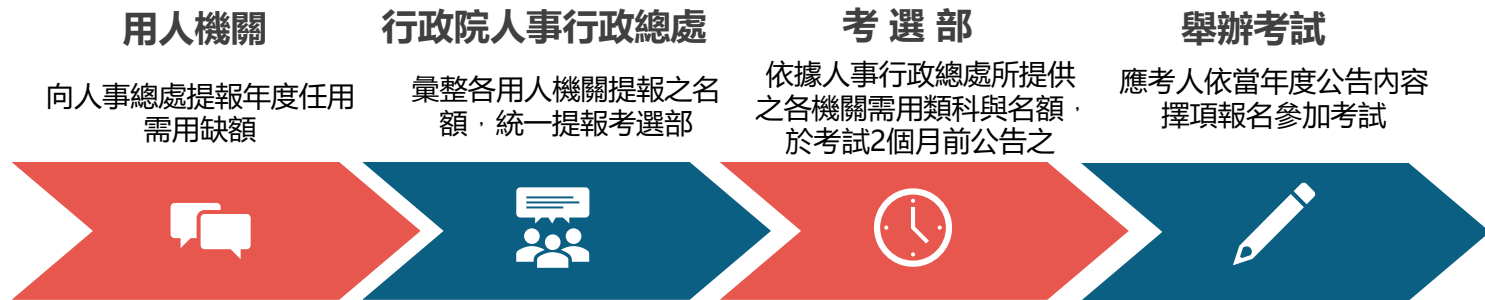 用人機關
向人事總處提報年度任用
需用缺額
行政院人事行政總處
彙整各用人機關提報之名
額，統一提報考選部
考 選 部
依據人事行政總處所提供
之各機關需用類科與名額，
於考試2個月前公告之
舉辦考試
應考人依當年度公告內容
擇項報名參加考試